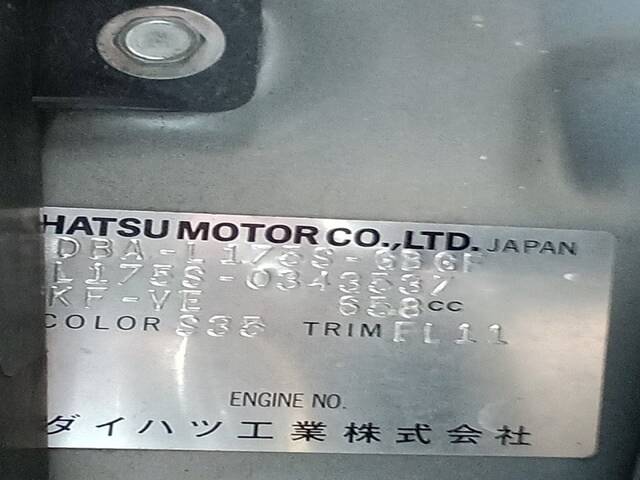 HATSU MOTOR CO.,LTD. JAPAN
DBA-L175S-GBGF
L175S-0343537
KF-VE 658 cc
COLOR S35 TRIM FL11
ENGINE NO.
ダイハツ工業株式会社